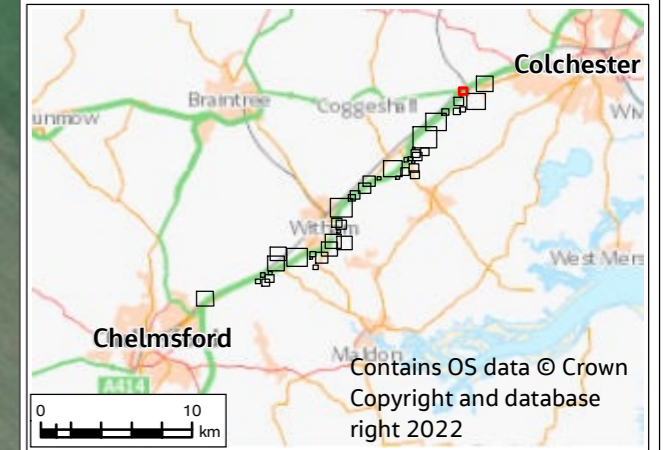 Colchester
Braintree
Coggeshall
unmow
Wiv
Witham
West Mers
Chelmsford
Maldon
A414
Contains OS data © Crown
Copyright and database
right 2022
0 10
km